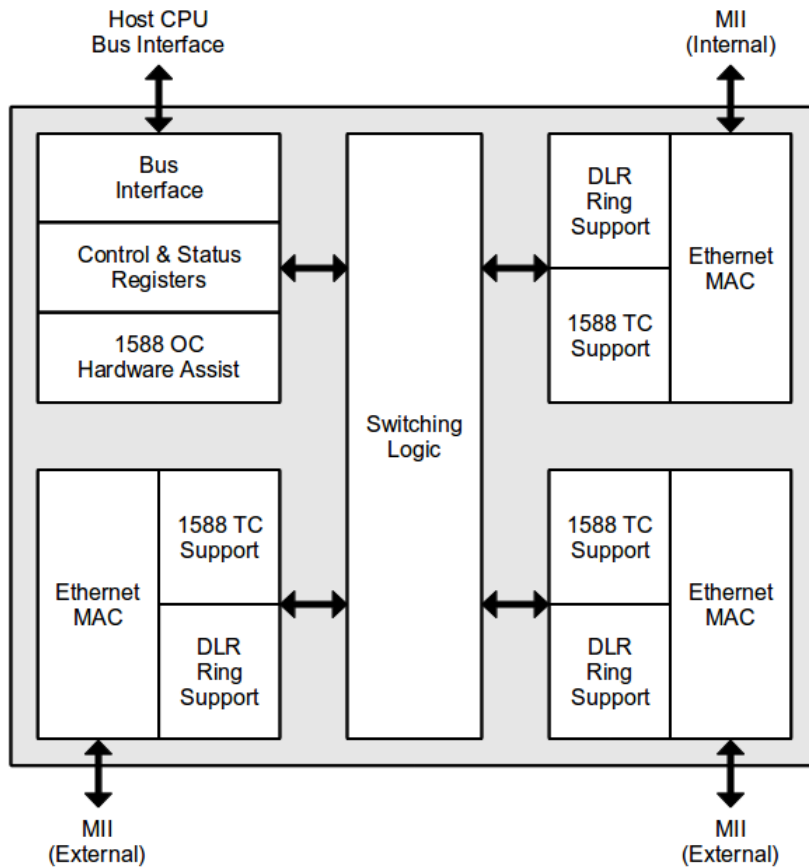 Host CPU
Bus Interface
MII
(Internal)
Bus
Interface
Control & Status
Registers
1588 OC
Hardware Assist
Switching
Logic
DLR
Ring
Support
1588 TC
Support
Ethernet
MAC
Ethernet
MAC
1588 TC
Support
DLR
Ring
Support
1588 TC
Support
DLR
Ring
Support
Ethernet
MAC
MII
(External)
MII
(External)